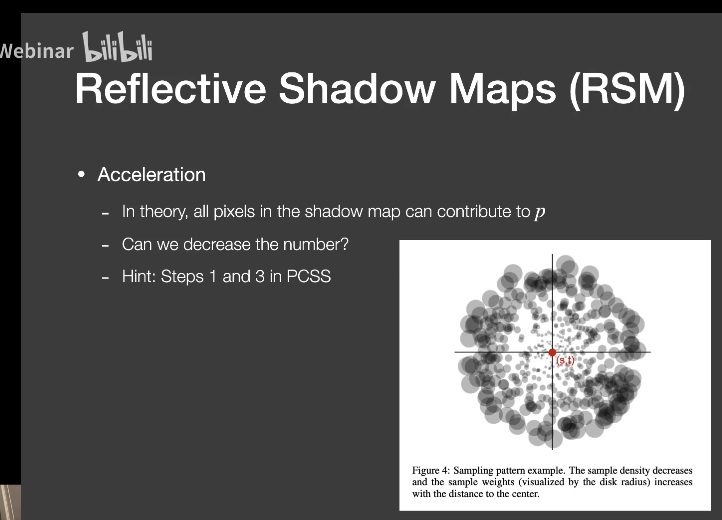 Webinar bilibili
Reflective Shadow Maps (RSM)
• Acceleration
- In theory, all pixels in the shadow map can contribute to p
- Can we decrease the number?
- Hint: Steps 1 and 3 in PCSS
(s,t)
Figure 4: Sampling pattern example. The sample density decreases
and the sample weights (visualized by the disk radius) increases
with the distance to the center.